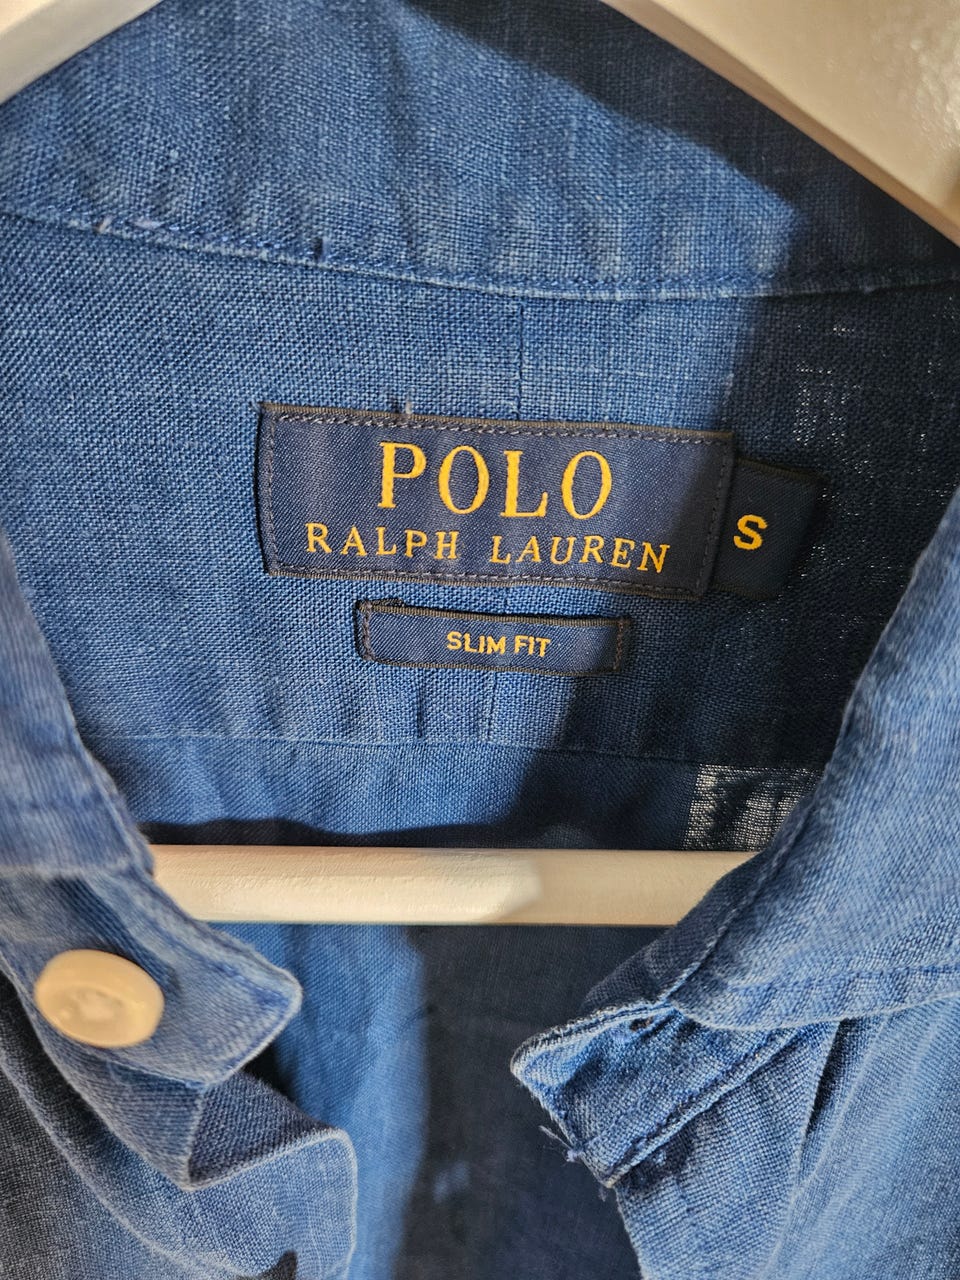 POLO
RALPH LAUREN
S
SLIM FIT